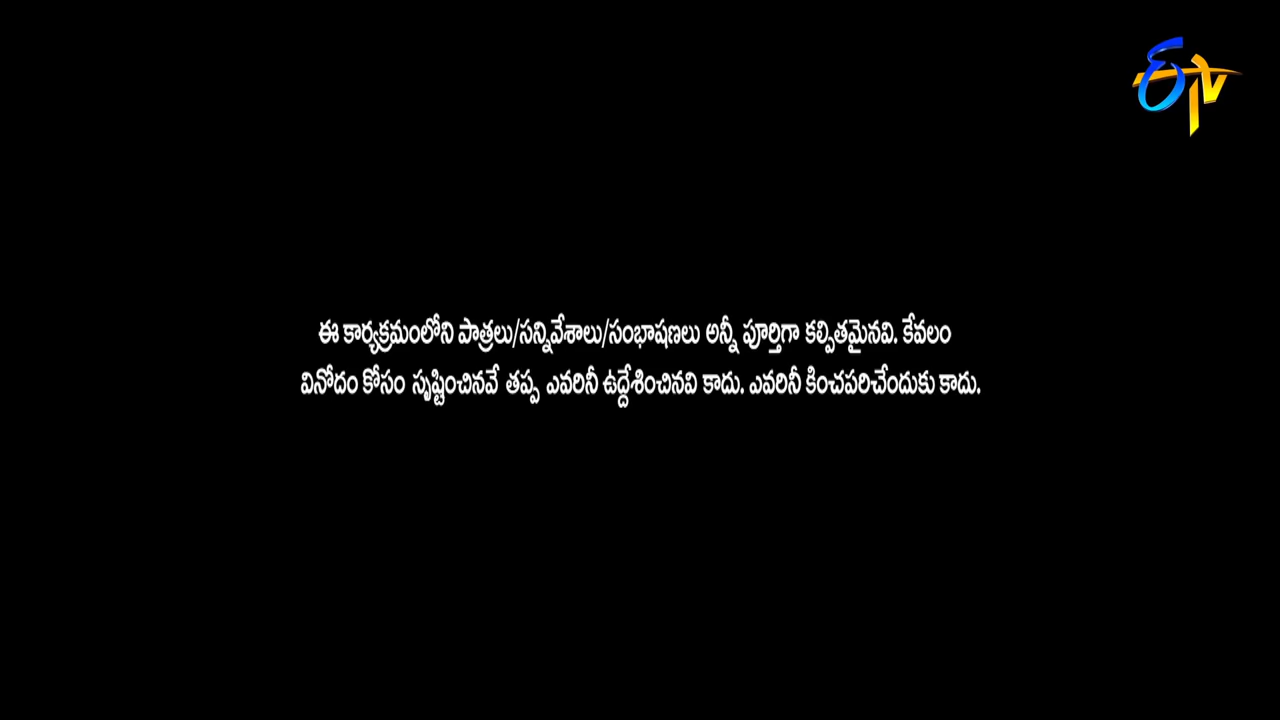 ఈ టీవీ
ఈ కార్యక్రమంలోని పాత్రలు/సన్నివేశాలు/సంభాషణలు అన్నీ పూర్తిగా కల్పితమైనవి. కేవలం
వినోదం కోసం సృష్టించినవే తప్ప ఎవరినీ ఉద్దేశించినవి కాదు. ఎవరినీ కించపరిచేందుకు కాదు.